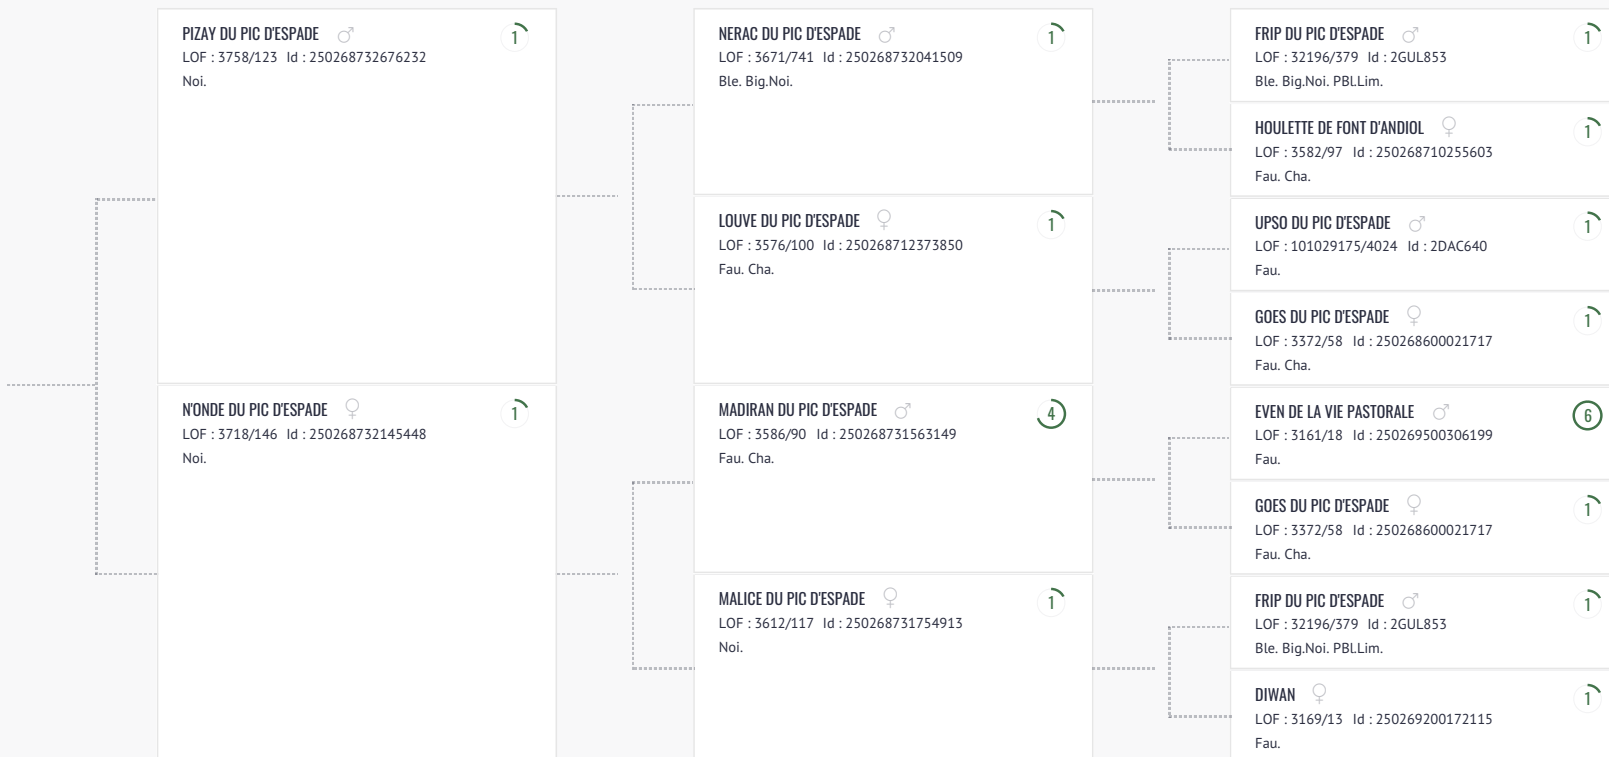 PIZAY DU PIC D'ESPADE
1
LOF : 3758/123 Id : 250268732676232
Noi.
N'ONDE DU PIC D'ESPADE
1
LOF : 3718/146 Id : 250268732145448
Noi.
NERAC DU PIC D'ESPADE
1
LOF : 3671/741 Id : 250268732041509
Ble. Big.Noi.
LOUVE DU PIC D'ESPADE
1
LOF : 3576/100 Id : 250268712373850
Fau. Cha.
MADIRAN DU PIC D'ESPADE
4
LOF : 3586/90 Id : 250268731563149
Fau. Cha.
MALICE DU PIC D'ESPADE
1
LOF : 3612/117 Id : 250268731754913
Noi.
FRIP DU PIC D'ESPADE
1
LOF : 32196/379 Id : 2GUL853
Ble. Big.Noi. PBl.Lim.
HOULETTE DE FONT D'ANDIOL
1
LOF : 3582/97 Id : 250268710255603
Fau. Cha.
UPSO DU PIC D'ESPADE
1
LOF : 101029175/4024 Id : 2DAC640
Fau.
GOES DU PIC D'ESPADE
1
LOF : 3372/58 Id : 250268600021717
Fau. Cha.
EVEN DE LA VIE PASTORALE
6
LOF : 3161/18 Id : 250269500306199
Fau.
GOES DU PIC D'ESPADE
1
LOF : 3372/58 Id : 250268600021717
Fau. Cha.
FRIP DU PIC D'ESPADE
1
LOF : 32196/379 Id : 2GUL853
Ble. Big.Noi. PBl.Lim.
DIWAN
1
LOF : 3169/13 Id : 250269200172115
Fau.